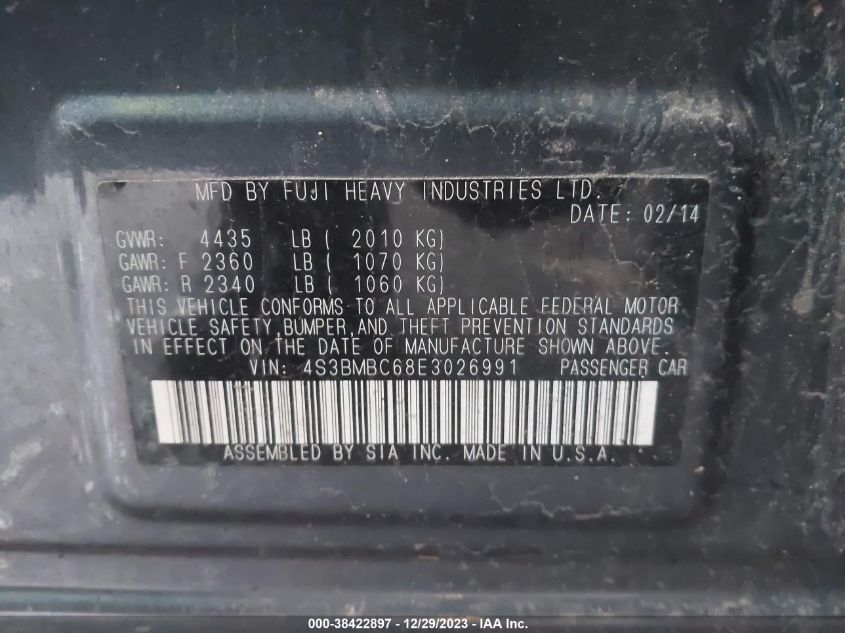 MFD BY FUJI HEAVY INDUSTRIES LTD.
DATE: 02/14
GVWR: 4435 LB ( 2010 KG)
GAWR: F 2360 LB ( 1070 KG)
GAWR: R 2340 LB ( 1060 KG)
THIS VEHICLE CONFORMS TO ALL APPLICABLE FEDERAL MOTOR
VEHICLE SAFETY, BUMPER, AND THEFT PREVENTION STANDARDS
IN EFFECT ON THE DATE OF MANUFACTURE SHOWN ABOVE.
VIN: 4S3BMBC68E3026991 PASSENGER CAR
ASSEMBLED BY SIA INC. MADE IN U.S.A.
000-38422897 - 12/29/2023 - IAA Inc.